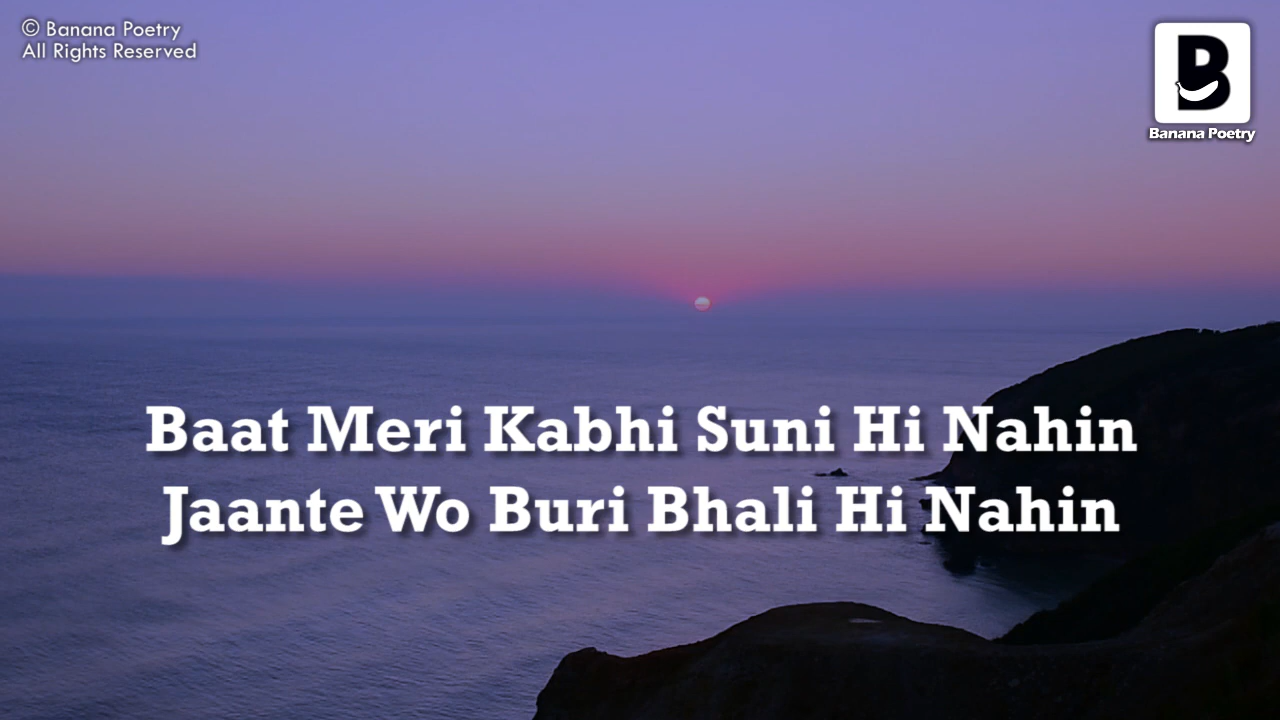 © Banana Poetry
All Rights Reserved
B
Banana Poetry
Baat Meri Kabhi Suni Hi Nahin
Jaante Wo Buri Bhali Hi Nahin